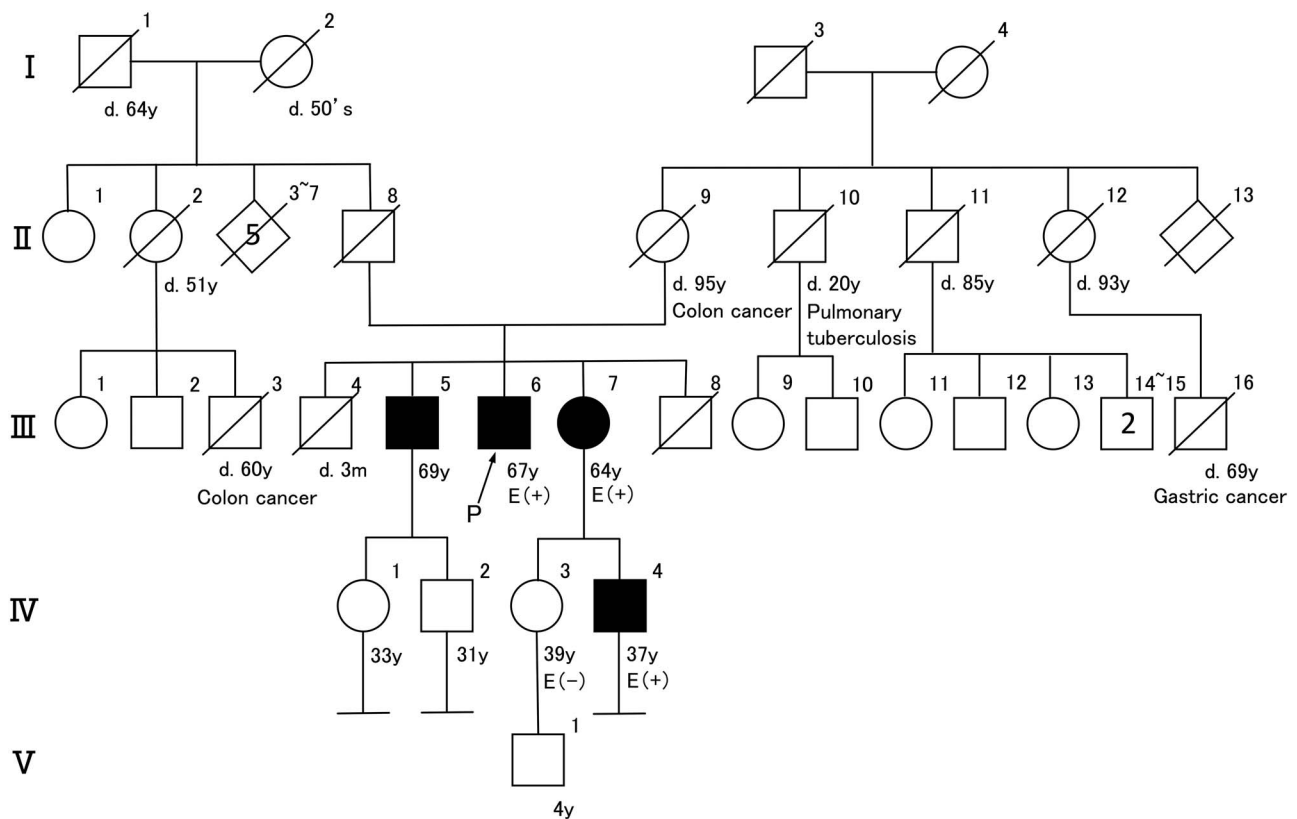 1 2 3 4
I
d. 64y d. 50's
1 2 3~7 8 9 10 11 12 13
II 5
d. 51y d. 95y d. 20y d. 85y d. 93y
Colon cancer Pulmonary
tuberculosis
1 2 3 4 5 6 7 8 9 10 11 12 13 14~15 16
III 2
d. 60y d. 3m 69y 67y 64y d. 69y
Colon cancer E(+) E(+) Gastric cancer
P
1 2 3 4
IV
33y 31y 39y 37y
E(-) E(+)
1
V
4y